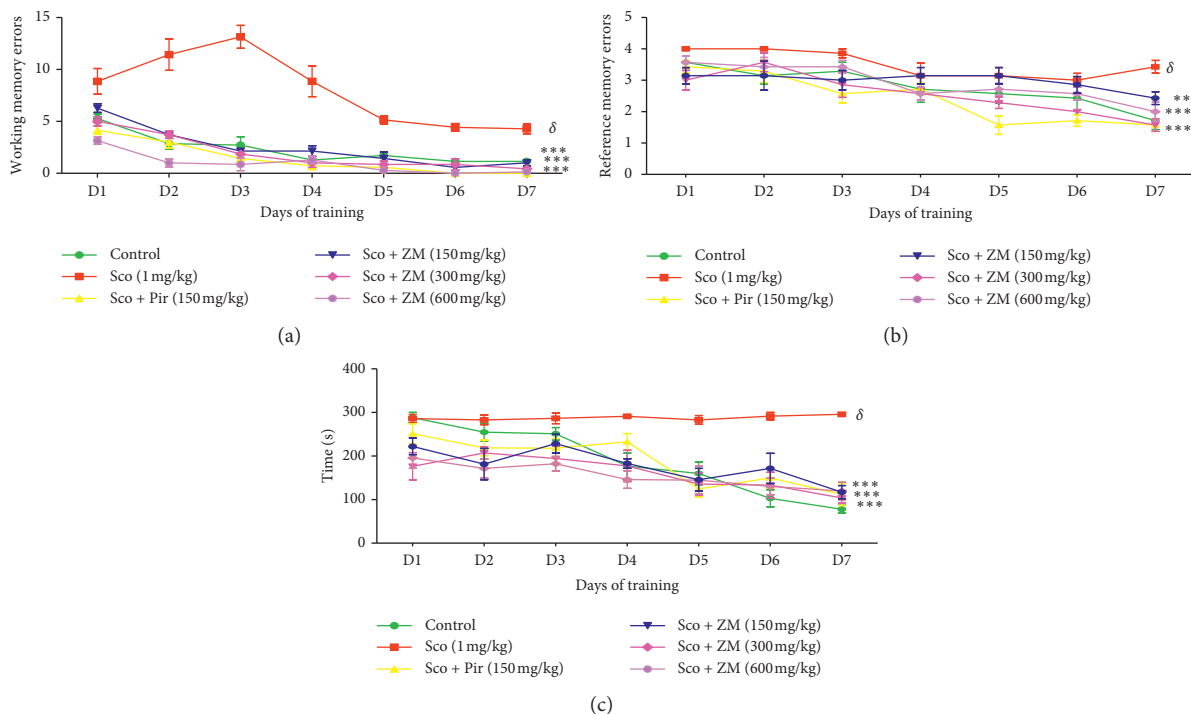 (a)
Working memory errors
15
10
5
0
D1 D2 D3 D4 D5 D6 D7
Days of training
δ
***
***
***
Control
Sco (1 mg/kg)
Sco + Pir (150 mg/kg)
Sco + ZM (150 mg/kg)
Sco + ZM (300 mg/kg)
Sco + ZM (600 mg/kg)
(b)
Reference memory errors
5
4
3
2
1
0
D1 D2 D3 D4 D5 D6 D7
Days of training
δ
**
***
***
Control
Sco (1 mg/kg)
Sco + Pir (150 mg/kg)
Sco + ZM (150 mg/kg)
Sco + ZM (300 mg/kg)
Sco + ZM (600 mg/kg)
Time (s)
400
300
200
100
0
D1 D2 D3 D4 D5 D6 D7
Days of training
δ
***
***
***
Control
Sco (1 mg/kg)
Sco + Pir (150 mg/kg)
Sco + ZM (150 mg/kg)
Sco + ZM (300 mg/kg)
Sco + ZM (600 mg/kg)
(c)